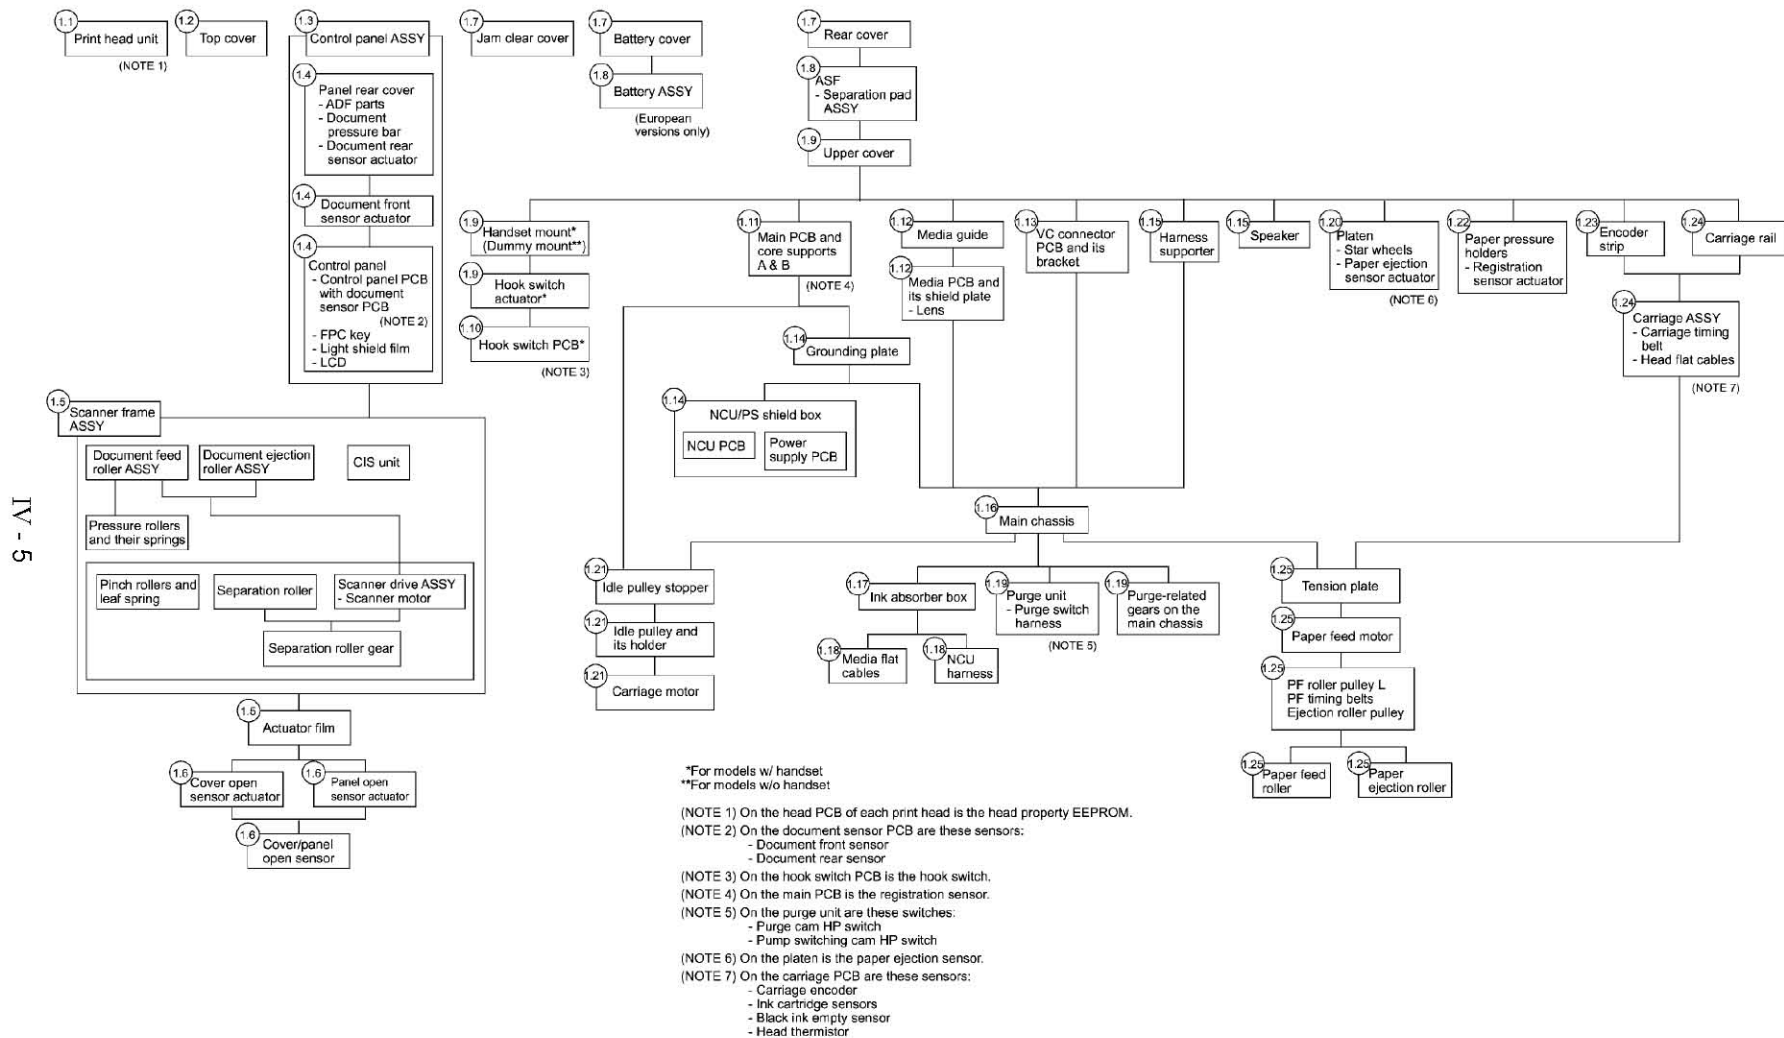 1.1
Print head unit
(NOTE 1)
1.2
Top cover
1.3
Control panel ASSY
1.4
Panel rear cover
- ADF parts
- Document
pressure bar
- Document rear
sensor actuator
1.4
Document front
sensor actuator
1.4
Control panel
- Control panel PCB
with document
sensor PCB
(NOTE 2)
- FPC key
- Light shield film
- LCD
1.7
Jam clear cover
1.7
Battery cover
1.8
Battery ASSY
(European
versions only)
1.7
Rear cover
1.8
ASF
- Separation pad
ASSY
1.9
Upper cover
1.9
Handset mount*
(Dummy mount**)
1.9
Hook switch
actuator*
1.10
Hook switch PCB*
(NOTE 3)
1.11
Main PCB and
core supports
A & B
(NOTE 4)
1.12
Media guide
1.12
Media PCB and
its shield plate
- Lens
1.13
VC connector
PCB and its
bracket
1.15
Harness
supporter
1.15
Speaker
1.20
Platen
- Star wheels
- Paper ejection
sensor actuator
(NOTE 6)
1.22
Paper pressure
holders
- Registration
sensor actuator
1.23
Encoder
strip
1.24
Carriage rail
1.24
Carriage ASSY
- Carriage timing
belt
- Head flat cables
(NOTE 7)
1.14
Grounding plate
1.14
NCU/PS shield box
NCU PCB
Power
supply PCB
1.5
Scanner frame
ASSY
Document feed
roller ASSY
Document ejection
roller ASSY
CIS unit
Pressure rollers
and their springs
Pinch rollers and
leaf spring
Separation roller
Scanner drive ASSY
- Scanner motor
Separation roller gear
1.5
Actuator film
1.6
Cover open
sensor actuator
1.6
Panel open
sensor actuator
1.6
Cover/panel
open sensor
1.16
Main chassis
1.21
Idle pulley stopper
1.21
Idle pulley and
its holder
1.21
Carriage motor
1.17
Ink absorber box
1.18
Media flat
cables
1.18
NCU
harness
1.19
Purge unit
- Purge switch
harness
(NOTE 5)
1.19
Purge-related
gears on the
main chassis
1.25
Tension plate
1.25
Paper feed motor
1.25
PF roller pulley L
PF timing belts
Ejection roller pulley
1.25
Paper feed
roller
1.25
Paper
ejection roller
*For models w/ handset
**For models w/o handset
(NOTE 1) On the head PCB of each print head is the head property EEPROM.
(NOTE 2) On the document sensor PCB are these sensors:
- Document front sensor
- Document rear sensor
(NOTE 3) On the hook switch PCB is the hook switch.
(NOTE 4) On the main PCB is the registration sensor.
(NOTE 5) On the purge unit are these switches:
- Purge cam HP switch
- Pump switching cam HP switch
(NOTE 6) On the platen is the paper ejection sensor.
(NOTE 7) On the carriage PCB are these sensors:
- Carriage encoder
- Ink cartridge sensors
- Black ink empty sensor
- Head thermistor
IV - 5